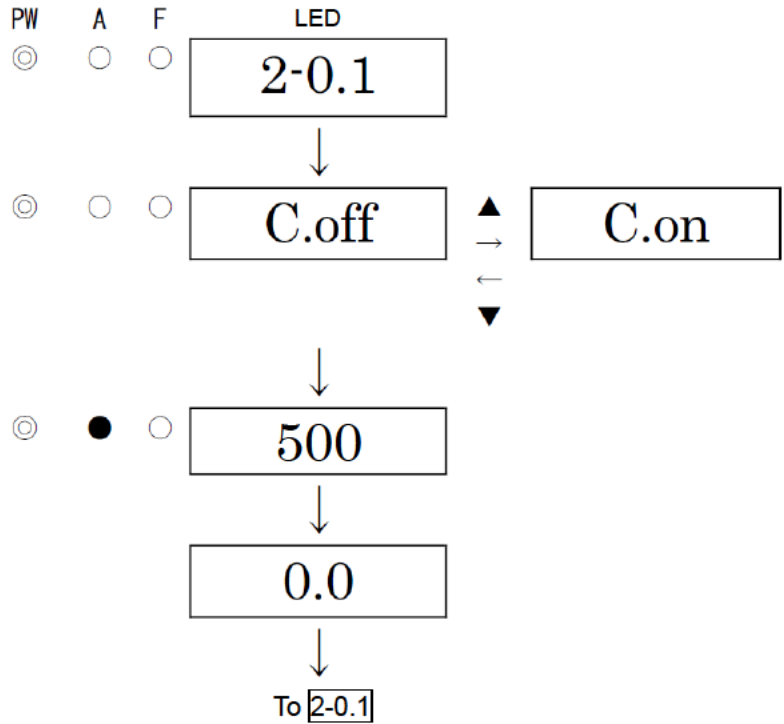 PW A F LED
2-0.1
C.off ▲ → ← ▼ C.on
500
0.0
To 2-0.1